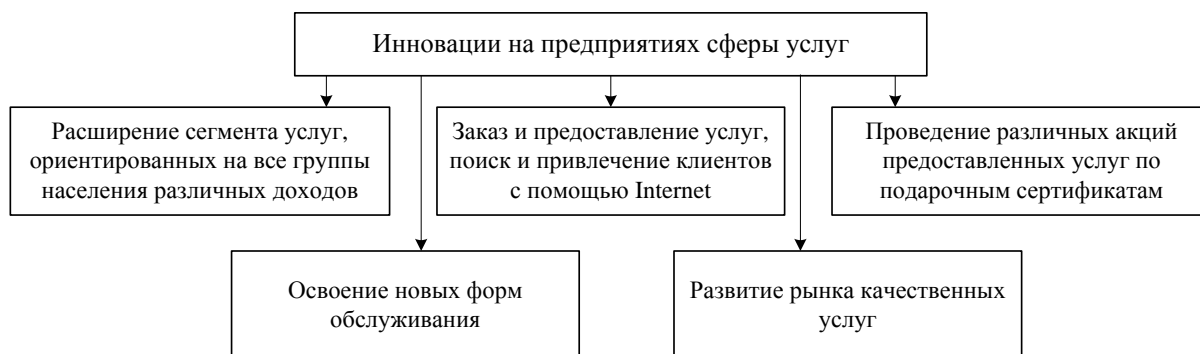 Инновации на предприятиях сферы услуг
Расширение сегмента услуг,
ориентированных на все группы
населения различных доходов
Заказ и предоставление услуг,
поиск и привлечение клиентов
с помощью Internet
Проведение различных акций
предоставленных услуг по
подарочным сертификатам
Освоение новых форм
обслуживания
Развитие рынка качественных
услуг